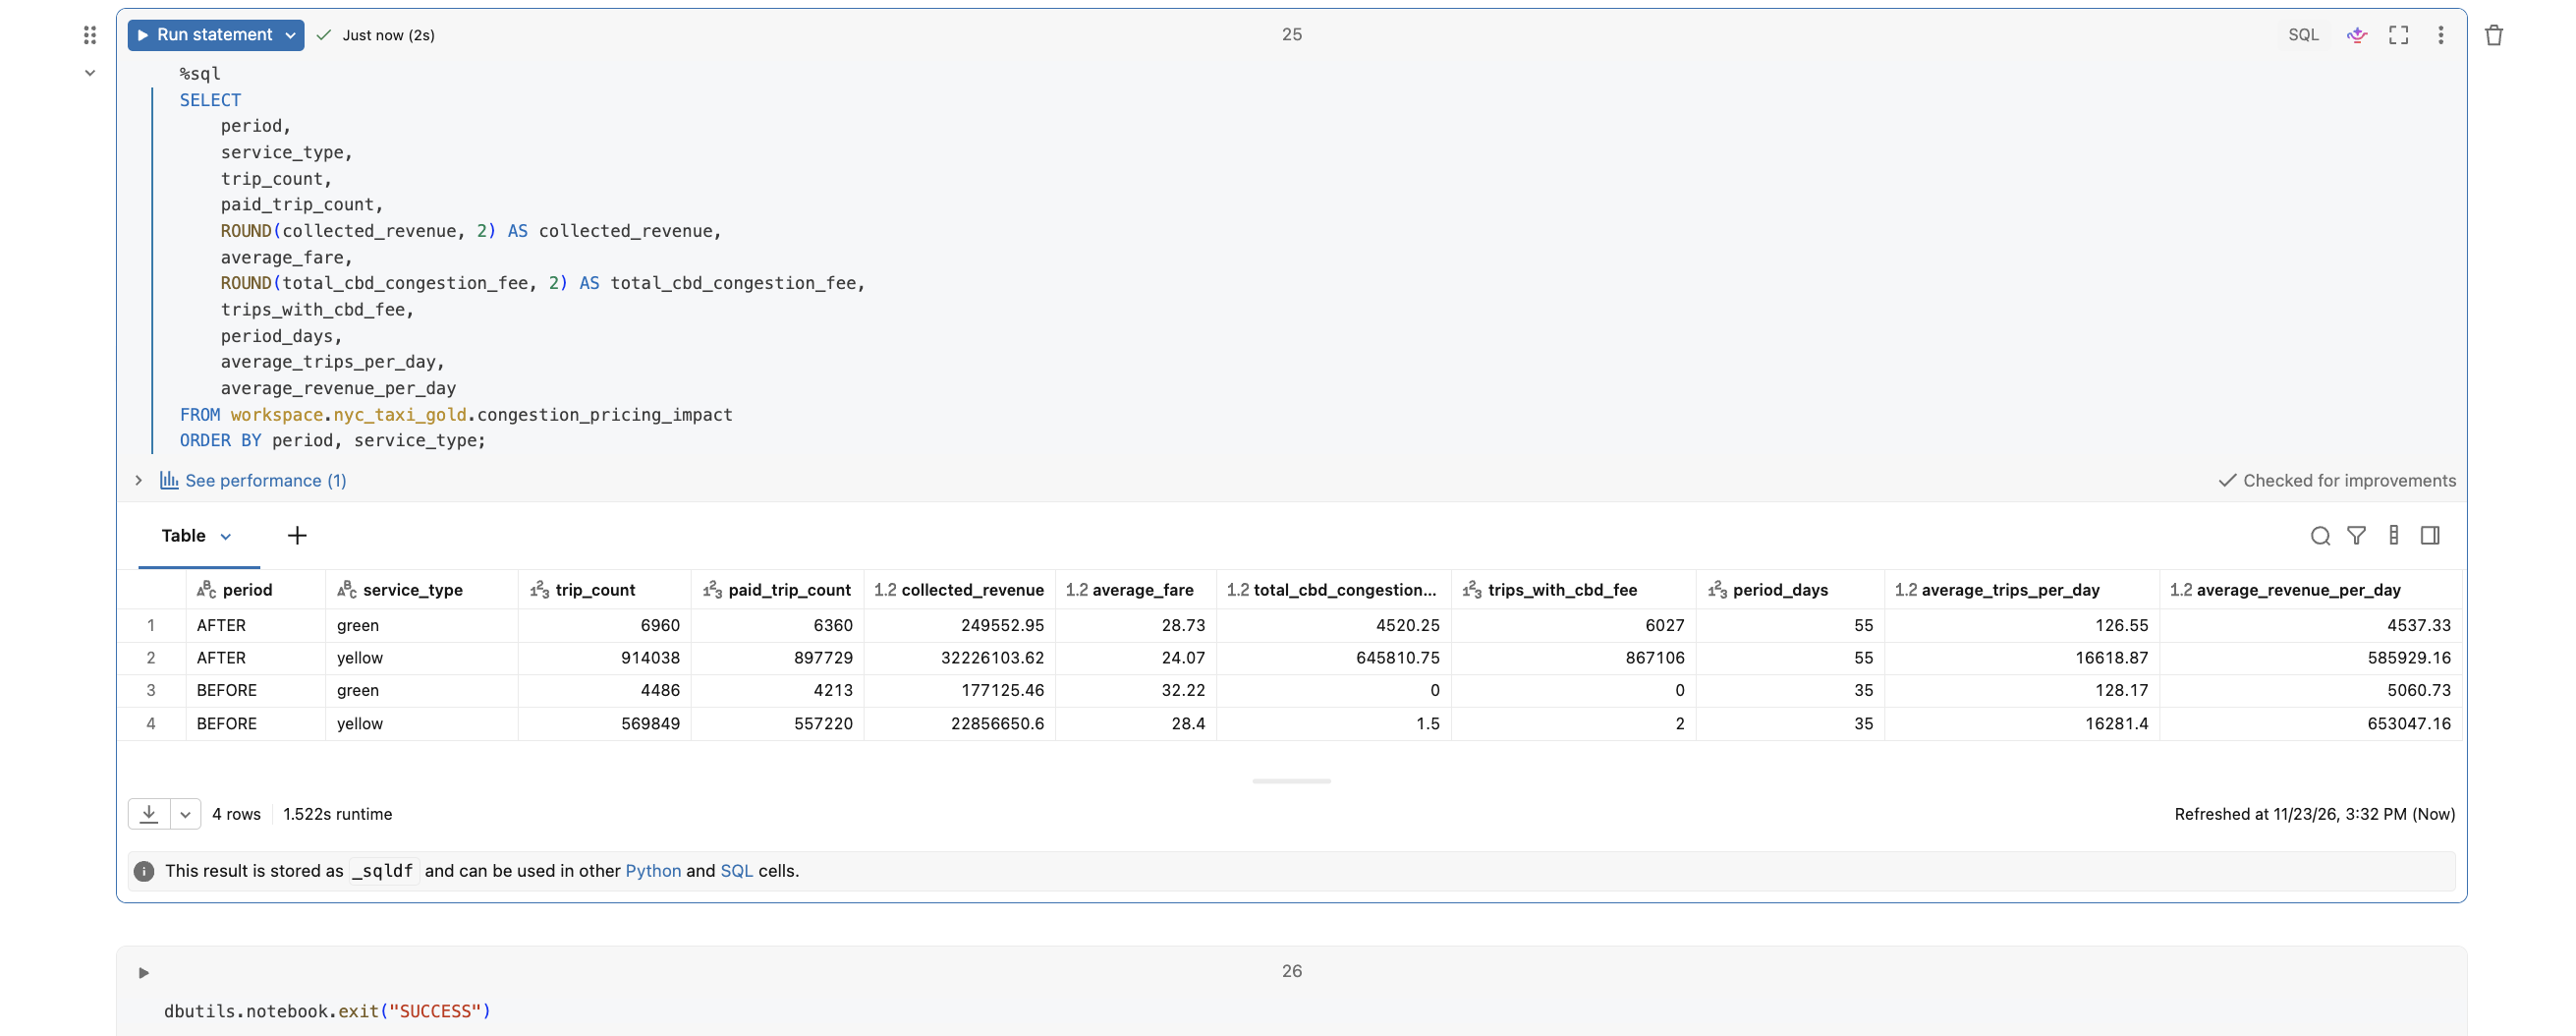 Run statement Just now (2s) 25 SQL
%sql
SELECT
period,
service_type,
trip_count,
paid_trip_count,
ROUND(collected_revenue, 2) AS collected_revenue,
average_fare,
ROUND(total_cbd_congestion_fee, 2) AS total_cbd_congestion_fee,
trips_with_cbd_fee,
period_days,
average_trips_per_day,
average_revenue_per_day
FROM workspace.nyc_taxi_gold.congestion_pricing_impact
ORDER BY period, service_type;
See performance (1) Checked for improvements
Table
ABC period ABC service_type 123 trip_count 123 paid_trip_count 1.2 collected_revenue 1.2 average_fare 1.2 total_cbd_congestion... 123 trips_with_cbd_fee 123 period_days 1.2 average_trips_per_day 1.2 average_revenue_per_day
1 AFTER green 6960 6360 249552.95 28.73 4520.25 6027 55 126.55 4537.33
2 AFTER yellow 914038 897729 32226103.62 24.07 645810.75 867106 55 16618.87 585929.16
3 BEFORE green 4486 4213 177125.46 32.22 0 0 35 128.17 5060.73
4 BEFORE yellow 569849 557220 22856650.6 28.4 1.5 2 35 16281.4 653047.16
4 rows 1.522s runtime Refreshed at 11/23/26, 3:32 PM (Now)
This result is stored as _sqldf and can be used in other Python and SQL cells.
26
dbutils.notebook.exit("SUCCESS")